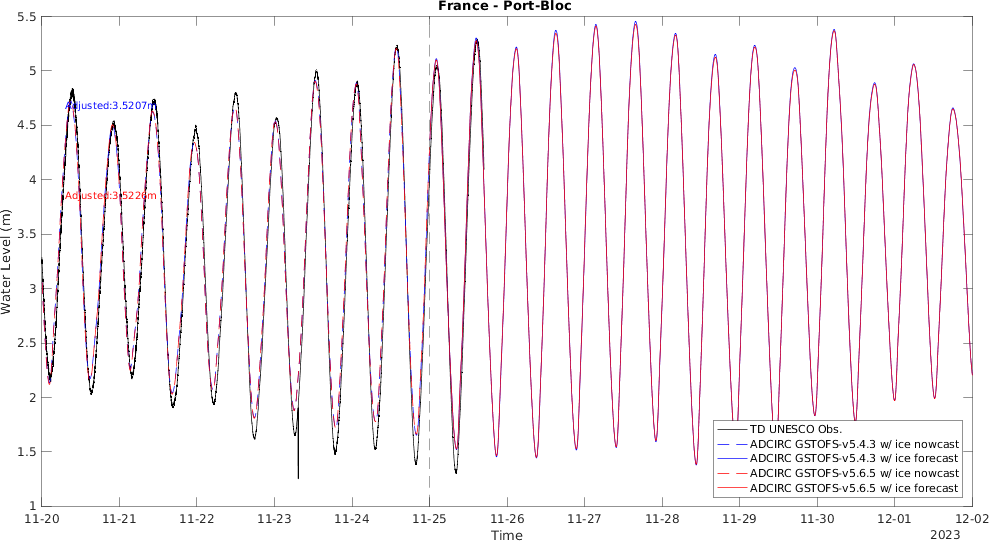 France - Port-Bloc
5.5
5
4.5
4
3.5
3
2.5
2
1.5
1
Water Level (m)
Adjusted:3.5207m
Adjusted:3.5226m
TD UNESCO Obs.
ADCIRC GSTOFS-v5.4.3 w/ ice nowcast
ADCIRC GSTOFS-v5.4.3 w/ ice forecast
ADCIRC GSTOFS-v5.6.5 w/ ice nowcast
ADCIRC GSTOFS-v5.6.5 w/ ice forecast
11-20 11-21 11-22 11-23 11-24 11-25 11-26 11-27 11-28 11-29 11-30 12-01 12-02
Time
2023